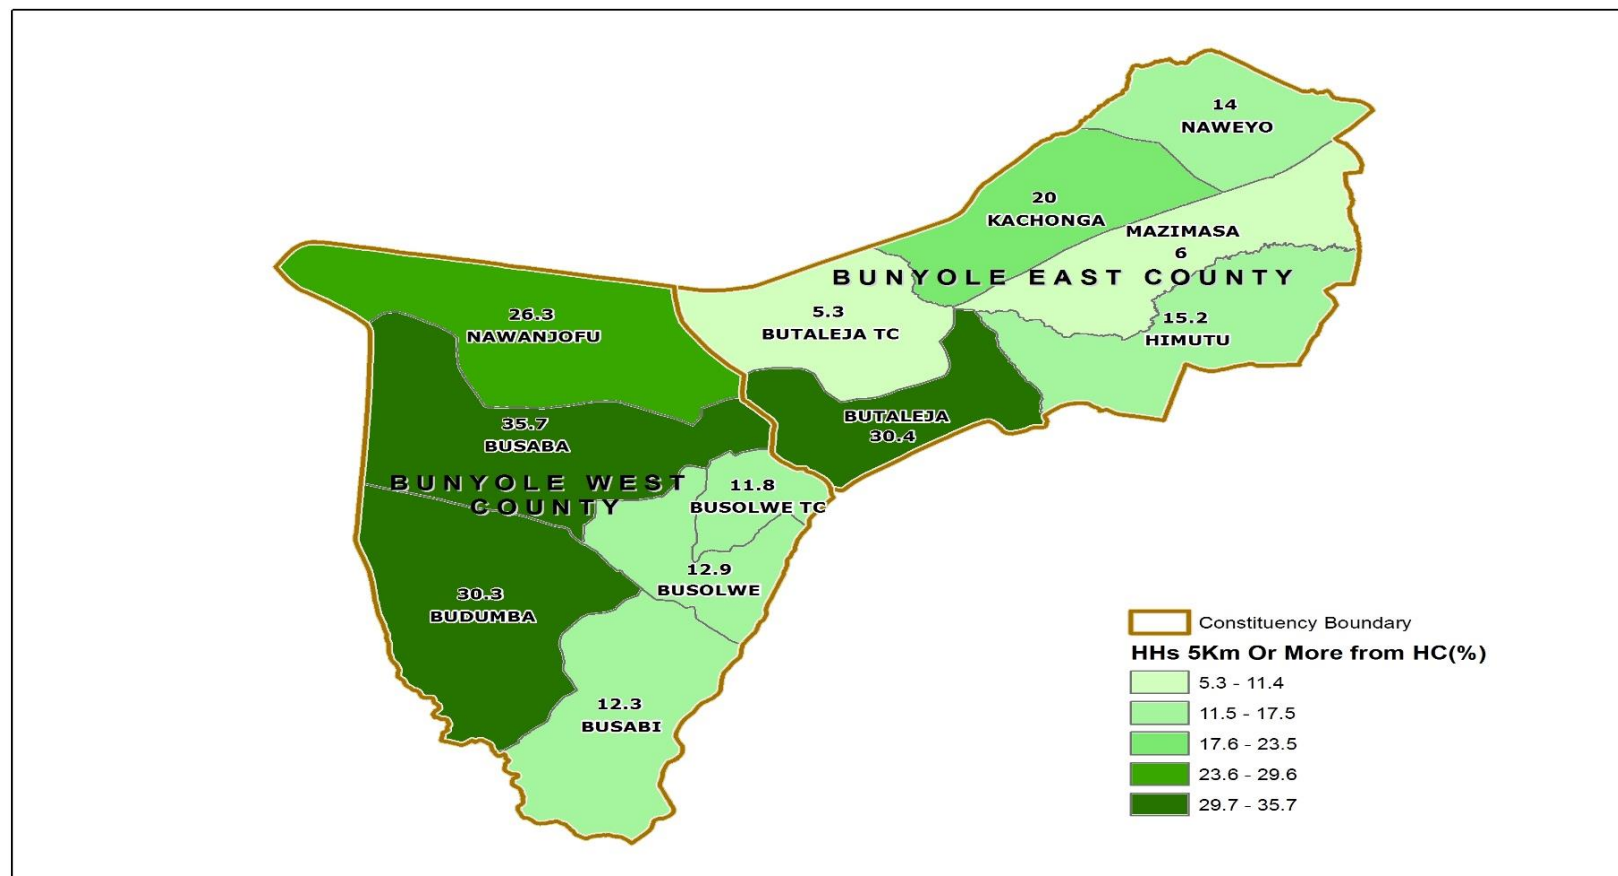 14
NAWEYO
20
KACHONGA
MAZIMASA
6
BUNYOLE EAST COUNTY
5.3
BUTALEJA TC
15.2
HIMUTU
26.3
NAWANJOFU
BUTALEJA
30.4
35.7
BUSABA
BUNYOLE WEST
COUNTY
11.8
BUSOLWE TC
12.9
BUSOLWE
30.3
BUDUMBA
12.3
BUSABI
Constituency Boundary
HHs 5Km Or More from HC(%)
5.3 - 11.4
11.5 - 17.5
17.6 - 23.5
23.6 - 29.6
29.7 - 35.7